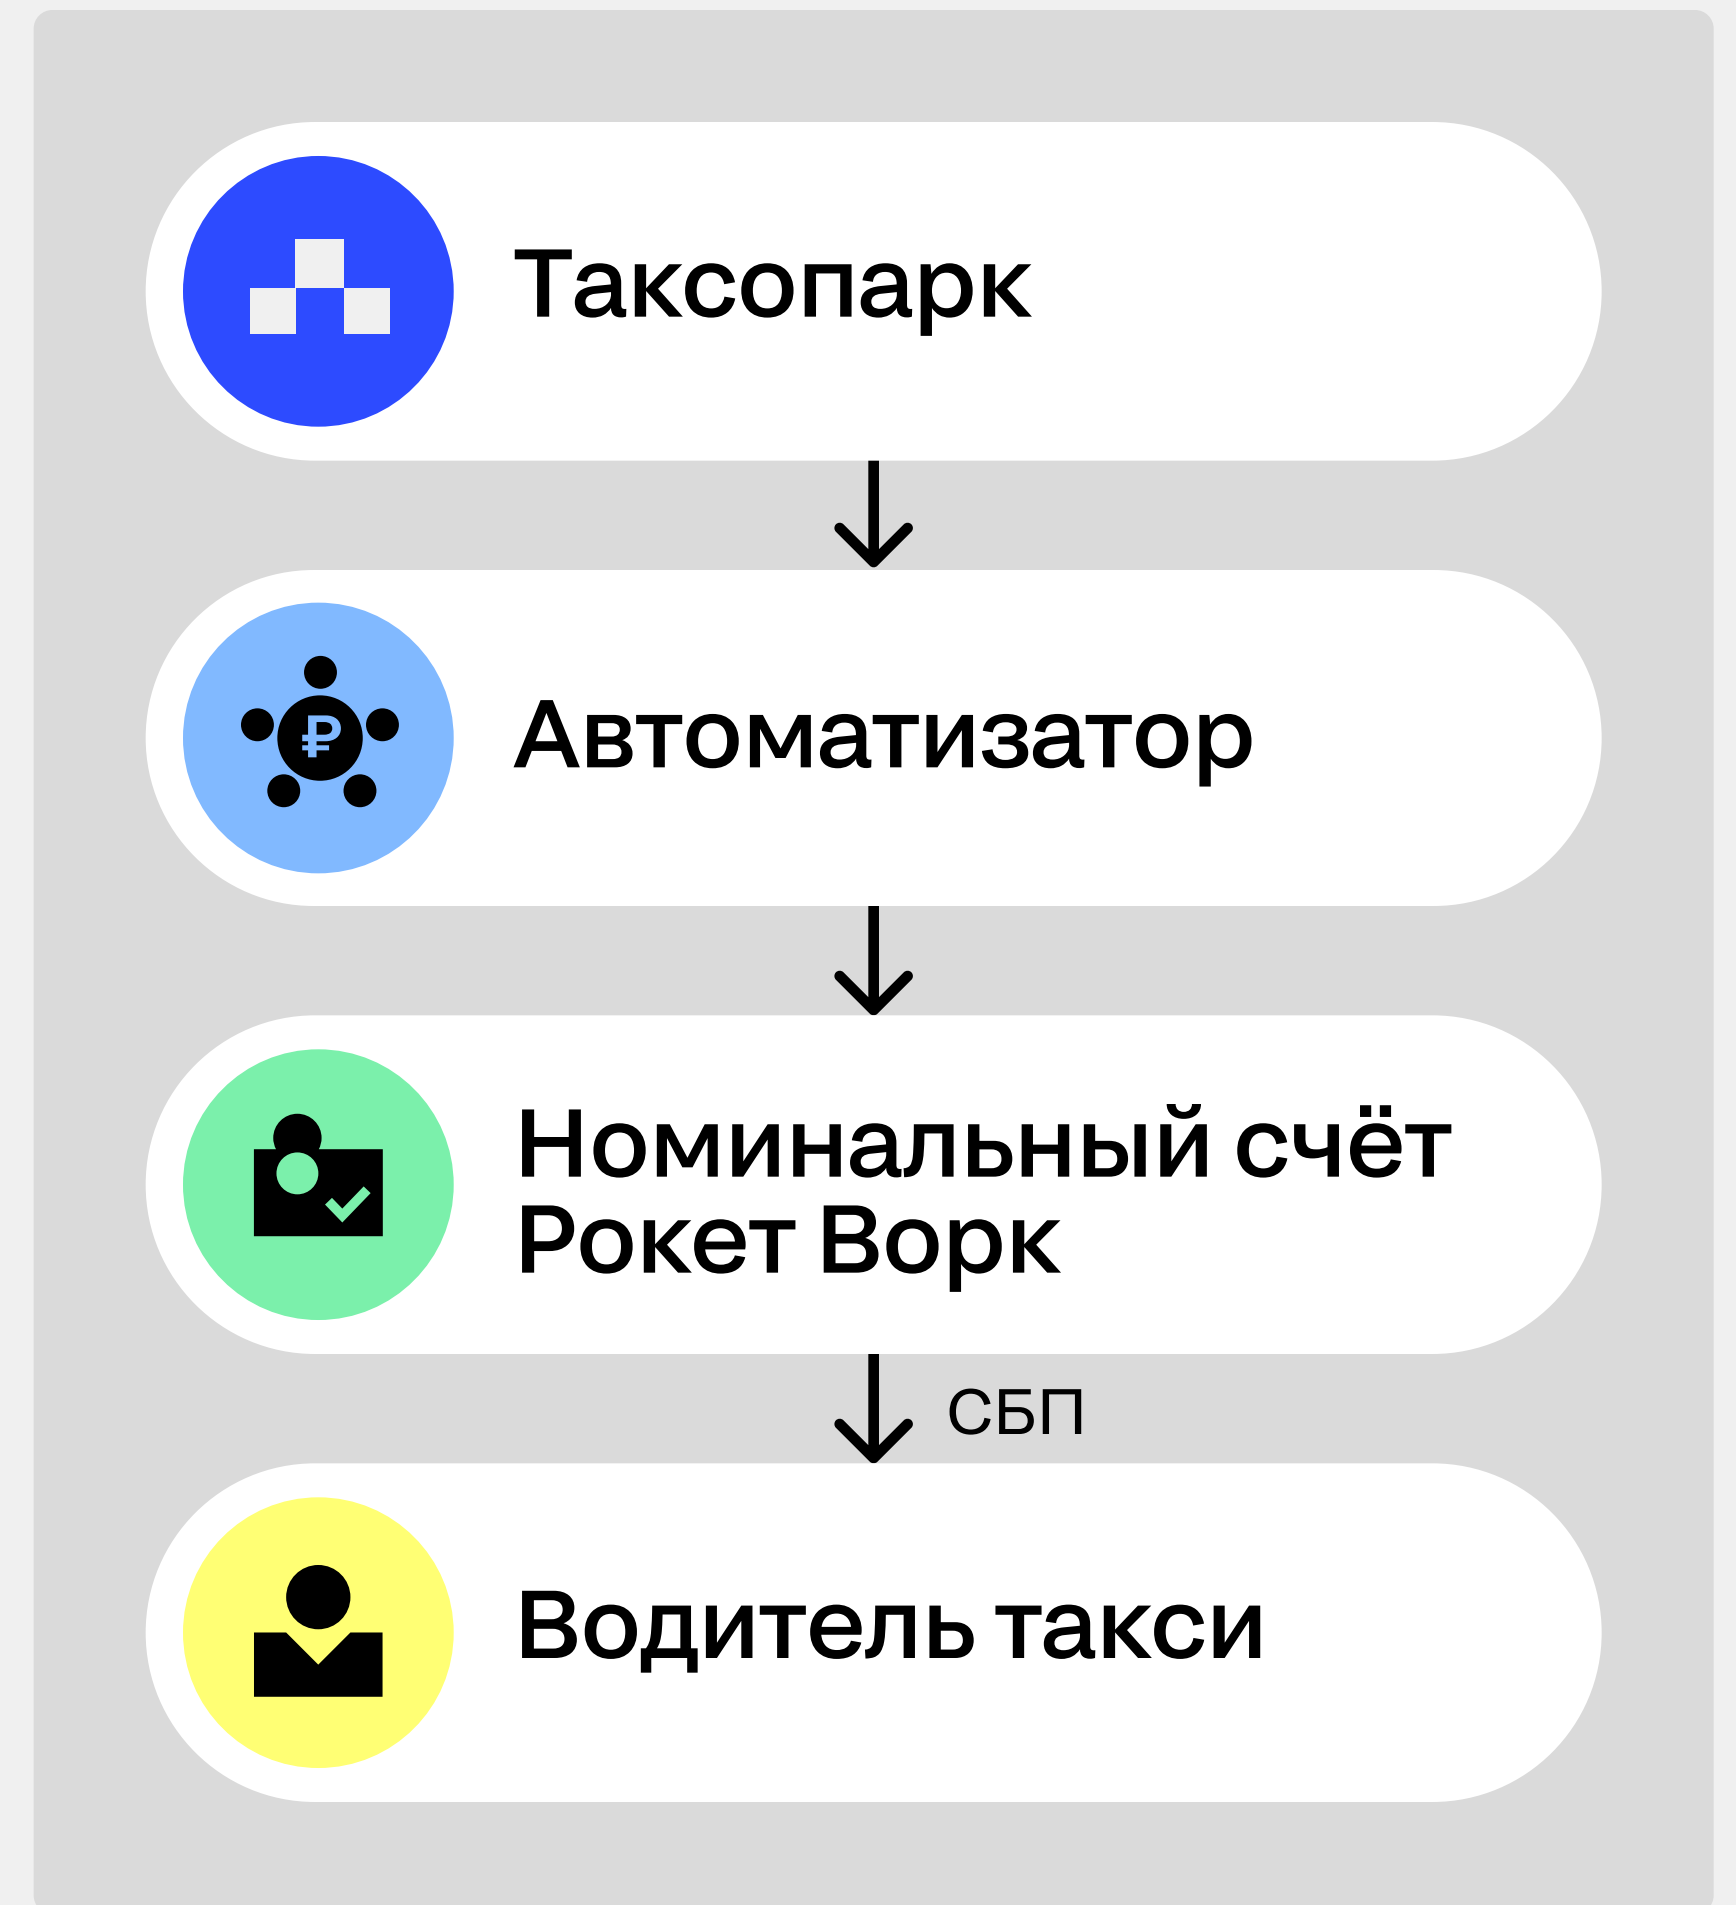 Таксопарк
₽
Автоматизатор
Номинальный счёт
Рокет Ворк
СБП
Водитель такси